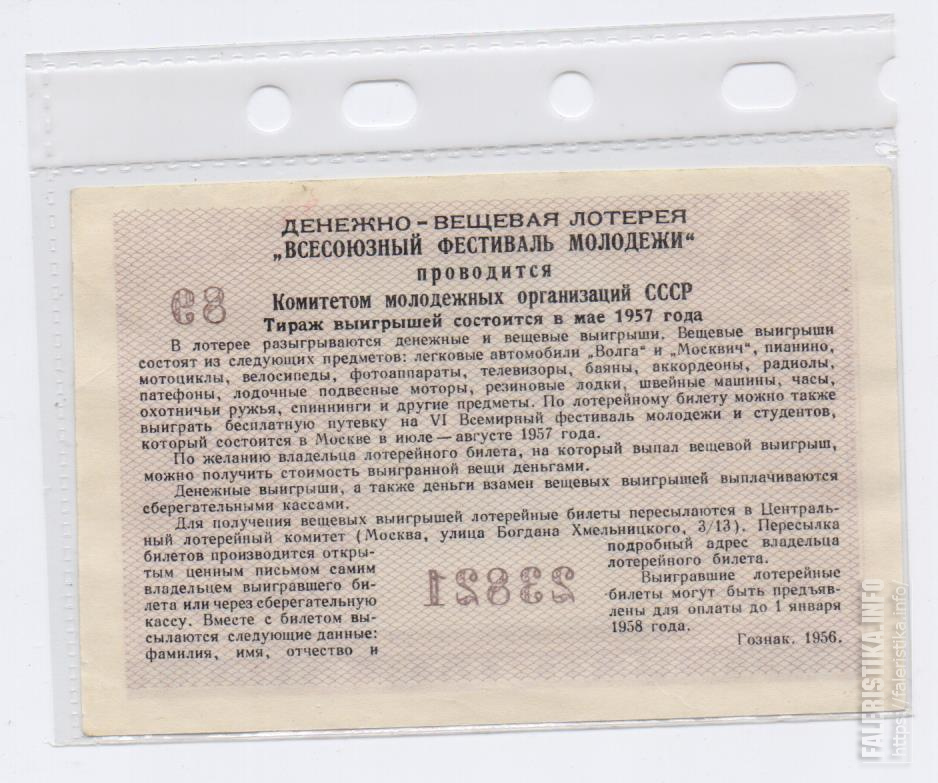 ДЕНЕЖНО-ВЕЩЕВАЯ ЛОТЕРЕЯ
„ВСЕСОЮЗНЫЙ ФЕСТИВАЛЬ МОЛОДЕЖИ“
проводится
Комитетом молодежных организаций СССР
89
Тираж выигрышей состоится в мае 1957 года
В лотерее разыгрываются денежные и вещевые выигрыши. Вещевые выигрыши
состоят из следующих предметов: легковые автомобили „Волга“ и „Москвич“, пианино,
мотоциклы, велосипеды, фотоаппараты, телевизоры, баяны, аккордеоны, радиолы,
патефоны, лодочные подвесные моторы, резиновые лодки, швейные машины, часы,
охотничьи ружья, спиннинги и другие предметы. По лотерейному билету можно также
выиграть бесплатную путевку на VI Всемирный фестиваль молодежи и студентов,
который состоится в Москве в июле—августе 1957 года.
По желанию владельца лотерейного билета, на который выпал вещевой выигрыш,
можно получить стоимость выигранной вещи деньгами.
Денежные выигрыши, а также деньги взамен вещевых выигрышей выплачиваются
сберегательными кассами.
Для получения вещевых выигрышей лотерейные билеты пересылаются в Централь-
ный лотерейный комитет (Москва, улица Богдана Хмельницкого, 3/13). Пересылка
билетов производится откры-
тым ценным письмом самим
владельцем выигравшего би-
лета или через сберегательную
кассу. Вместе с билетом вы-
сылаются следующие данные:
фамилия, имя, отчество и
23821
подробный адрес владельца
лотерейного билета.
Выигравшие лотерейные
билеты могут быть предъяв-
лены для оплаты до 1 января
1958 года.
Гознак. 1956.
FALERISTIKA.INFO
https://faleristika.info/